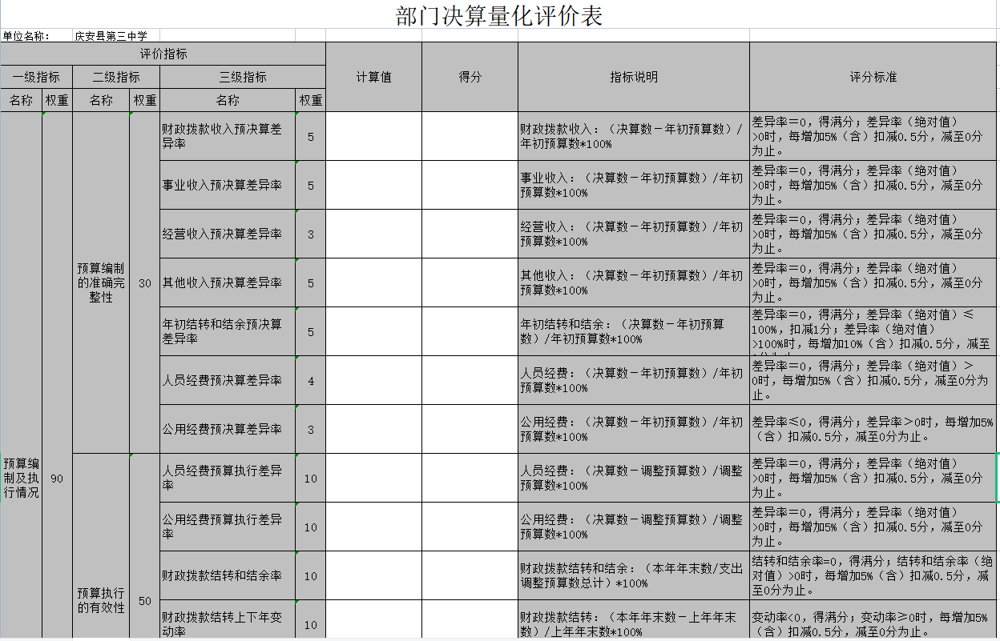 部门决算量化评价表
单位名称： 庆安县第三中学
评价指标 计算值 得分 指标说明 评分标准
一级指标 二级指标 三级指标
名称 权重 名称 权重 名称 权重
预算编
制及执
行情况
90
预算编制
的准确完
整性
30
财政拨款收入预决算差
异率
5
财政拨款收入：（决算数－年初预算数）/
年初预算数*100%
差异率＝0，得满分；差异率（绝对值）
>0时，每增加5%（含）扣减0.5分，减至0分
为止。
事业收入预决算差异率
5
事业收入：（决算数－年初预算数）/年初
预算数*100%
差异率＝0，得满分；差异率（绝对值）
>0时，每增加5%（含）扣减0.5分，减至0分
为止。
经营收入预决算差异率
3
经营收入：（决算数－年初预算数）/年初
预算数*100%
差异率＝0，得满分；差异率（绝对值）
>0时，每增加5%（含）扣减0.5分，减至0分
为止。
其他收入预决算差异率
5
其他收入：（决算数－年初预算数）/年初
预算数*100%
差异率＝0，得满分；差异率（绝对值）
>0时，每增加5%（含）扣减0.5分，减至0分
为止。
年初结转和结余预决算
差异率
5
年初结转和结余：（决算数－年初预算
数）/年初预算数*100%
差异率＝0，得满分；差异率（绝对值）≤
100%，扣减1分；差异率（绝对值）
>100%时，每增加10%（含）扣减0.5分，减至
人员经费预决算差异率
4
人员经费：（决算数－年初预算数）/年初
预算数*100%
差异率＝0，得满分；差异率（绝对值）＞
0时，每增加5%（含）扣减0.5分，减至0分为
止。
公用经费预决算差异率
3
公用经费：（决算数－年初预算数）/年初
预算数*100%
差异率≤0，得满分；差异率＞0时，每增加5%
（含）扣减0.5分，减至0分为止。
预算执行
的有效性
50
人员经费预算执行差异
率
10
人员经费：（决算数－调整预算数）/调整
预算数*100%
差异率＝0，得满分；差异率（绝对值）
>0时，每增加5%（含）扣减0.5分，减至0分
为止。
公用经费预算执行差异
率
10
公用经费：（决算数－调整预算数）/调整
预算数*100%
差异率＝0，得满分；差异率（绝对值）
>0时，每增加5%（含）扣减0.5分，减至0分
为止。
财政拨款结转和结余率
10
财政拨款结转和结余：（本年年末数/支出
调整预算数总计）*100%
结转和结余率=0，得满分；结转和结余率（绝
对值）>0时，每增加5%（含）扣减0.5分，减
至0分为止。
财政拨款结转上下年变
动率
10
财政拨款结转：（本年年末数－上年年末
数）/上年年末数*100%
变动率<0，得满分；变动率≥0时，每增加5%
（含）扣减0.5分，减至0分为止。